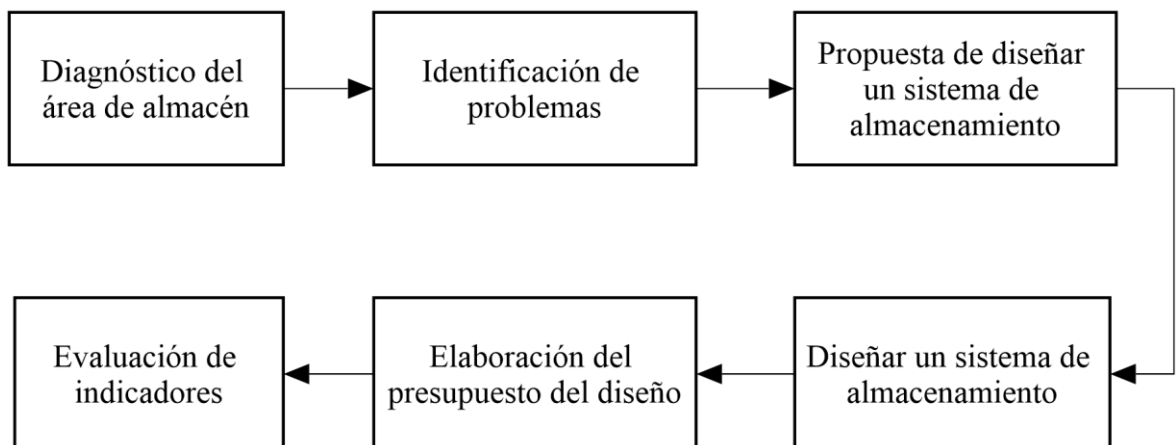 Diagnóstico del
área de almacén
Identificación de
problemas
Propuesta de diseñar
un sistema de
almacenamiento
Diseñar un sistema de
almacenamiento
Elaboración del
presupuesto del diseño
Evaluación de
indicadores